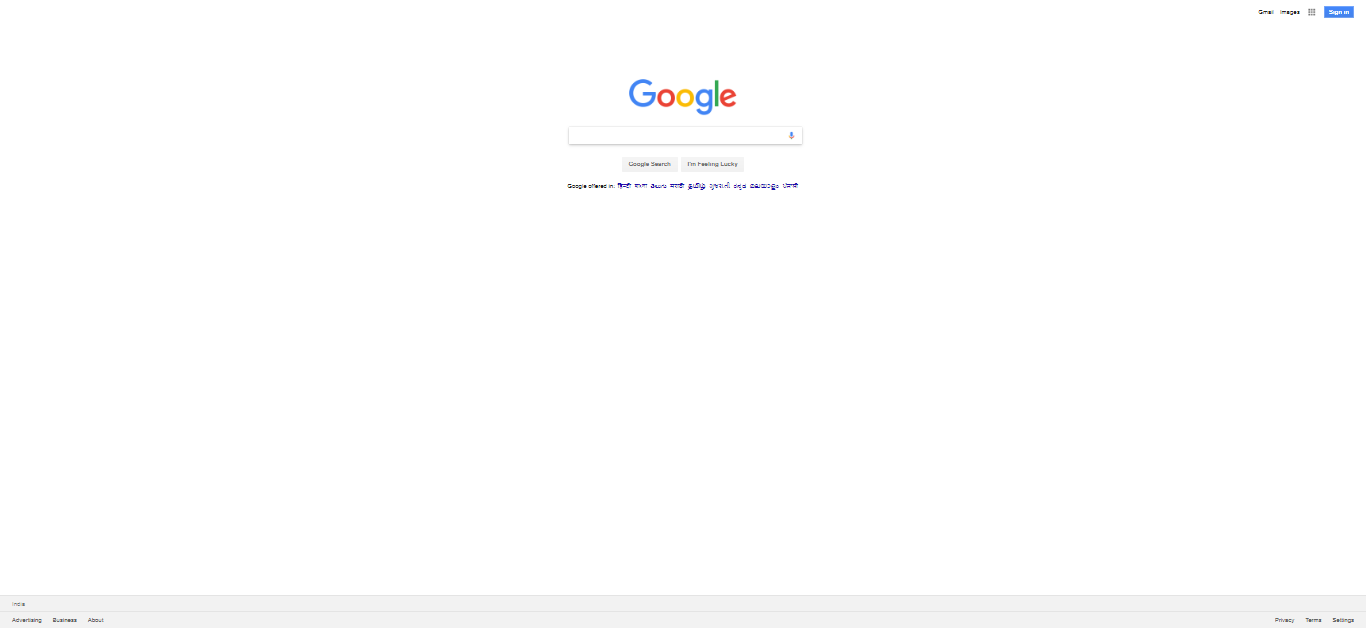 Gmail Images Sign in
Google
Google Search I'm Feeling Lucky
Google offered in: हिन्दी বাংলা తెలుగు मराठी தமிழ் ગુજરાતી ಕನ್ನಡ മലയാളം ਪੰਜਾਬੀ
India
Advertising Business About Privacy Terms Settings